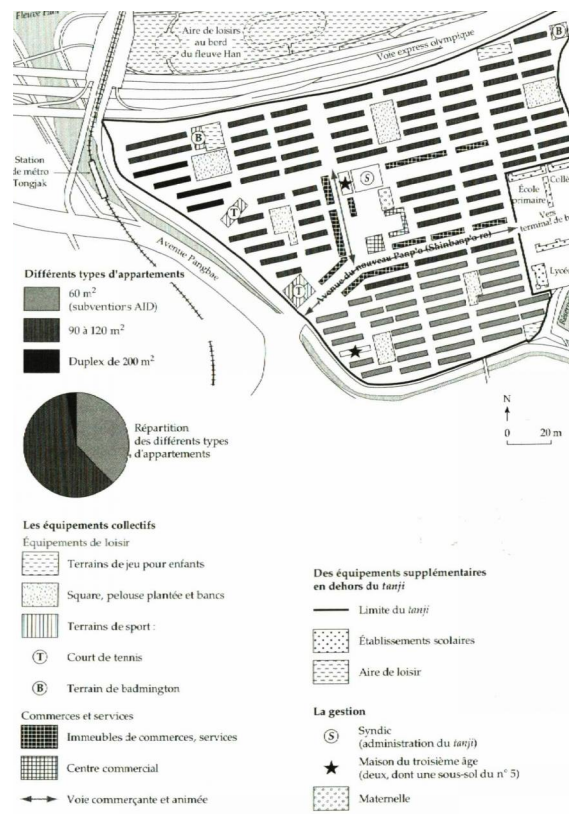 Fleuve Han
Aire de loisirs
au bord
du fleuve Han
Voie express olympique
B
B
Station
de métro
Tongjak
S
École
primaire
Collè
Vers
terminal de b
T
Avenue du nouveau Panp'o (Shinbanp'o ro)
Lycé
Avenue Pangbae
T
Différents types d'appartements
60 m²
(subventions AID)
90 à 120 m²
Duplex de 200 m²
N
0 20 m
Répartition
des différents types
d'appartements
Les équipements collectifs
Équipements de loisir
Terrains de jeu pour enfants
Square, pelouse plantée et bancs
Terrains de sport :
T Court de tennis
B Terrain de badmington
Commerces et services
Immeubles de commerces, services
Centre commercial
Voie commerçante et animée
Des équipements supplémentaires
en dehors du tanji
Limite du tanji
Établissements scolaires
Aire de loisir
La gestion
S Syndic
(administration du tanji)
Maison du troisième âge
(deux, dont une sous-sol du n° 5)
Maternelle